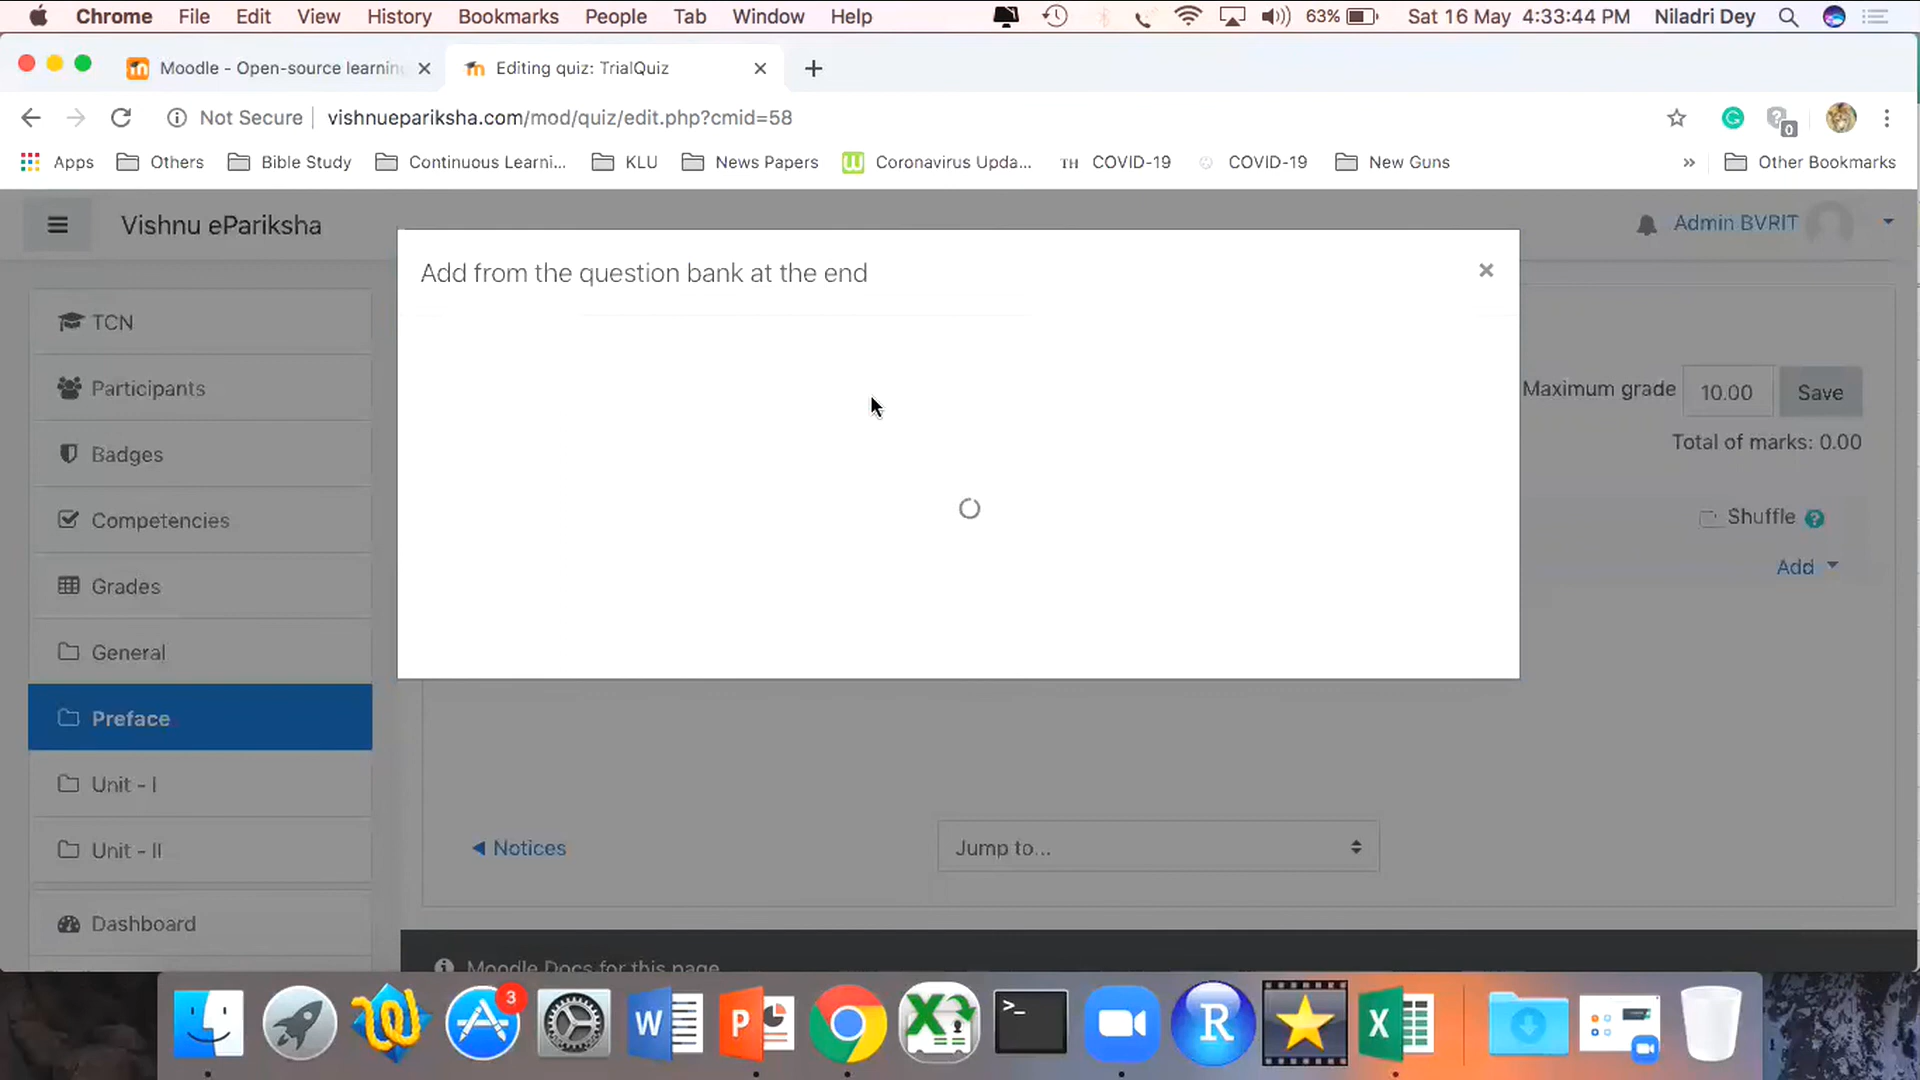 Chrome File Edit View History Bookmarks People Tab Window Help 63% Sat 16 May 4:33:44 PM Niladri Dey
Moodle - Open-source learning
Editing quiz: TrialQuiz
Not Secure vishnuepariksha.com/mod/quiz/edit.php?cmid=58
0
Apps Others Bible Study Continuous Learni... KLU News Papers Coronavirus Upda... TH COVID-19 COVID-19 New Guns » Other Bookmarks
Vishnu ePariksha
Admin BVRIT
Add from the question bank at the end
TCN
Participants
Badges
Competencies
Grades
General
Preface
Unit - I
Unit - II
Dashboard
Maximum grade 10.00 Save
Total of marks: 0.00
Shuffle ?
Add
Notices
Jump to...
Moodle Docs for this page
3
W
P
X
>_
R
X